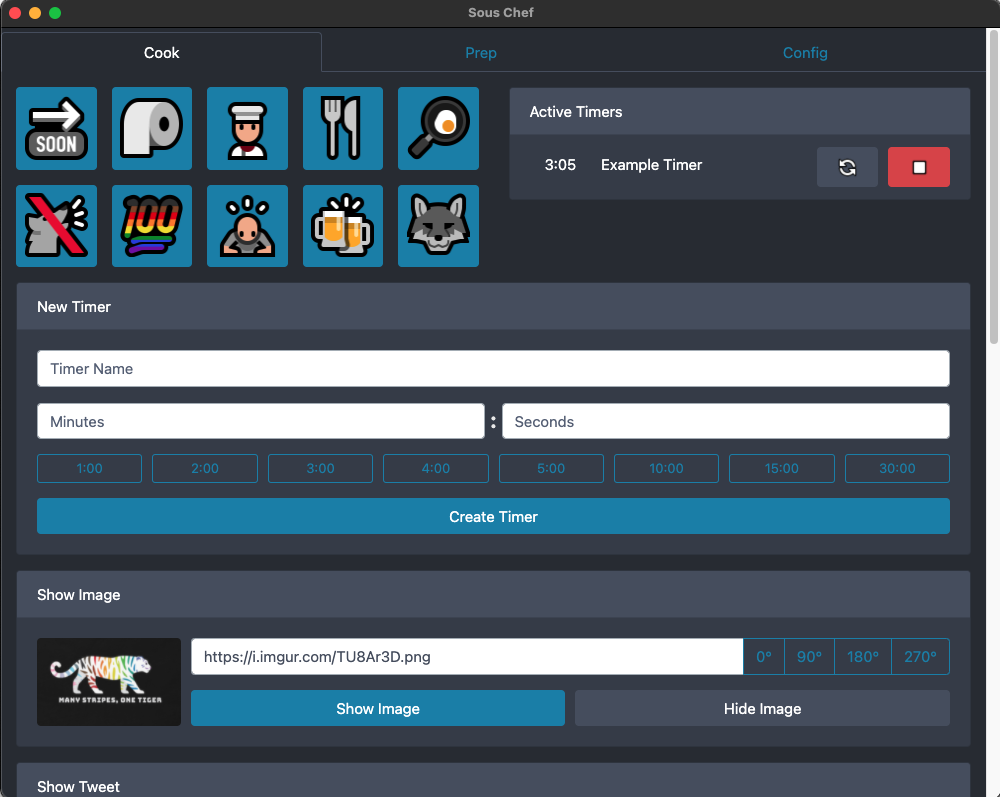 Sous Chef
Cook Prep Config
SOON
100
Active Timers
3:05 Example Timer
New Timer
Timer Name
Minutes : Seconds
1:00 2:00 3:00 4:00 5:00 10:00 15:00 30:00
Create Timer
Show Image
MANY STRIPES, ONE TIGER
https://i.imgur.com/TU8Ar3D.png 0° 90° 180° 270°
Show Image Hide Image
Show Tweet